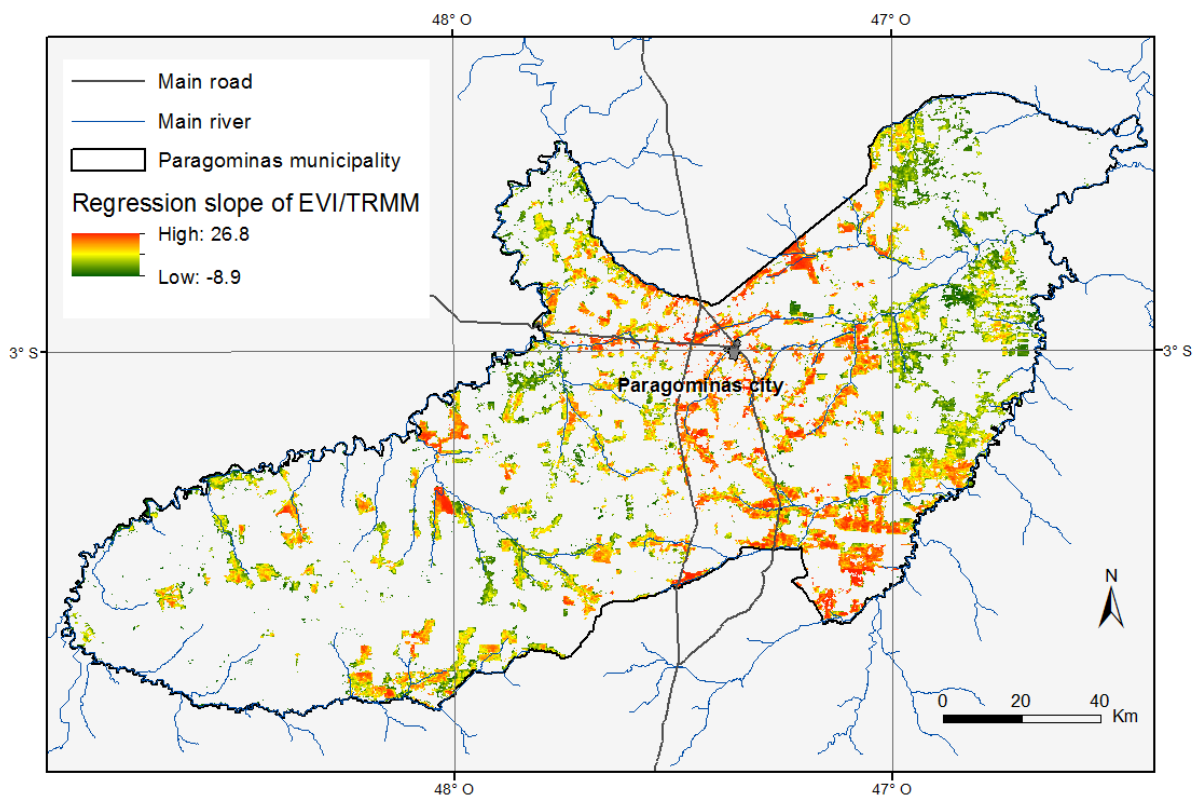 48° O
47° O
Main road
Main river
Paragominas municipality
Regression slope of EVI/TRMM
High: 26.8
Low: -8.9
3° S
3° S
Paragominas city
N
0 20 40
Km
48° O
47° O